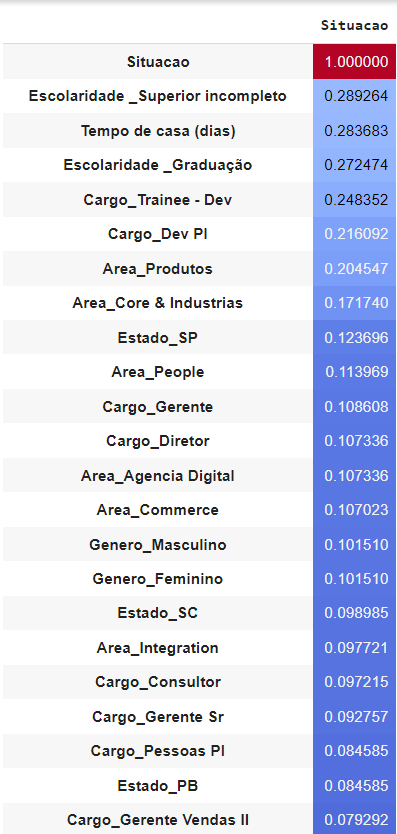 Situacao
Situacao 1.000000
Escolaridade _Superior incompleto 0.289264
Tempo de casa (dias) 0.283683
Escolaridade _Graduação 0.272474
Cargo_Trainee - Dev 0.248352
Cargo_Dev Pl 0.216092
Area_Produtos 0.204547
Area_Core & Industrias 0.171740
Estado_SP 0.123696
Area_People 0.113969
Cargo_Gerente 0.108608
Cargo_Diretor 0.107336
Area_Agencia Digital 0.107336
Area_Commerce 0.107023
Genero_Masculino 0.101510
Genero_Feminino 0.101510
Estado_SC 0.098985
Area_Integration 0.097721
Cargo_Consultor 0.097215
Cargo_Gerente Sr 0.092757
Cargo_Pessoas Pl 0.084585
Estado_PB 0.084585
Cargo_Gerente Vendas II 0.079292